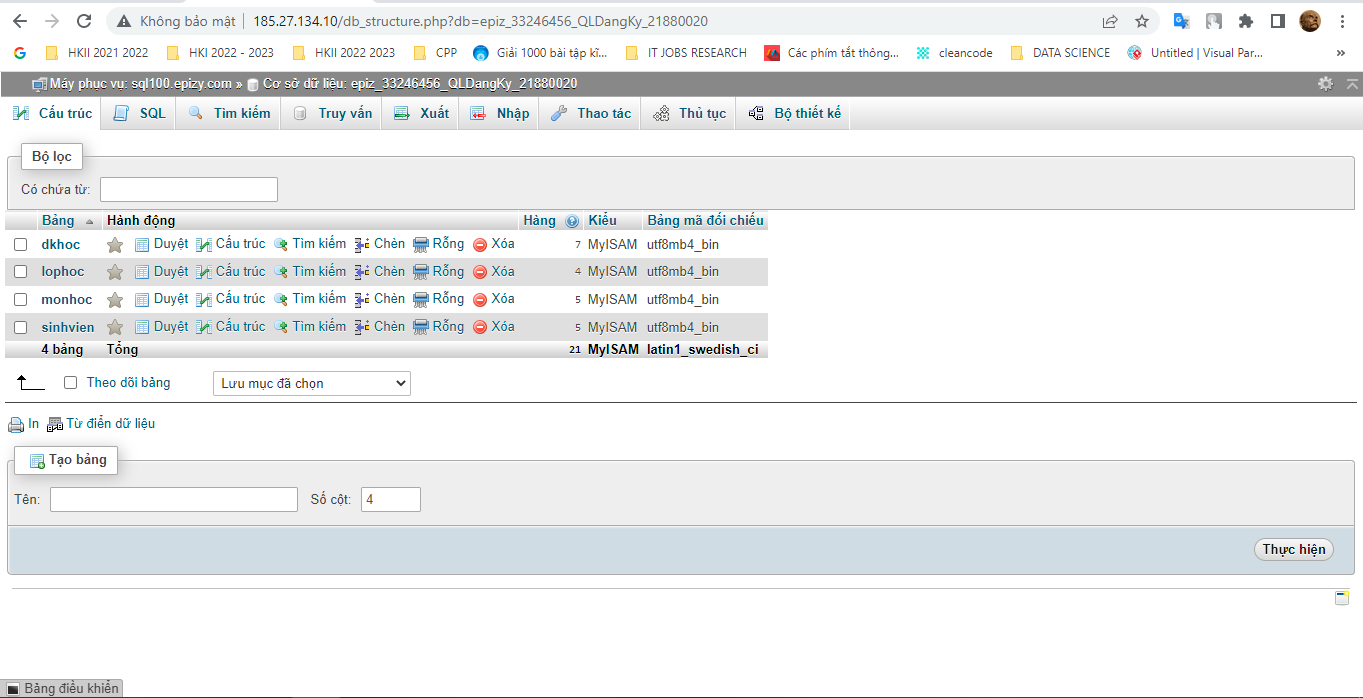 Không bảo mật 185.27.134.10/db_structure.php?db=epiz_33246456_QLDangKy_21880020
HKII 2021 2022 HKI 2022 - 2023 HKII 2022 2023 CPP Giải 1000 bài tập kĩ... IT JOBS RESEARCH Các phím tắt thông... cleancode DATA SCIENCE Untitled | Visual Par... »
Máy phục vụ: sql100.epizy.com » Cơ sở dữ liệu: epiz_33246456_QLDangKy_21880020
Cấu trúc SQL Tìm kiếm Truy vấn Xuất Nhập Thao tác Thủ tục Bộ thiết kế
Bộ lọc
Có chứa từ:
Bảng Hành động Hàng Kiểu Bảng mã đối chiếu
dkhoc Duyệt Cấu trúc Tìm kiếm Chèn Rỗng Xóa 7 MyISAM utf8mb4_bin
lophoc Duyệt Cấu trúc Tìm kiếm Chèn Rỗng Xóa 4 MyISAM utf8mb4_bin
monhoc Duyệt Cấu trúc Tìm kiếm Chèn Rỗng Xóa 5 MyISAM utf8mb4_bin
sinhvien Duyệt Cấu trúc Tìm kiếm Chèn Rỗng Xóa 5 MyISAM utf8mb4_bin
4 bảng Tổng 21 MyISAM latin1_swedish_ci
Theo dõi bảng Lưu mục đã chọn
In Từ điển dữ liệu
Tạo bảng
Tên: Số cột: 4
Thực hiện
Bảng điều khiển